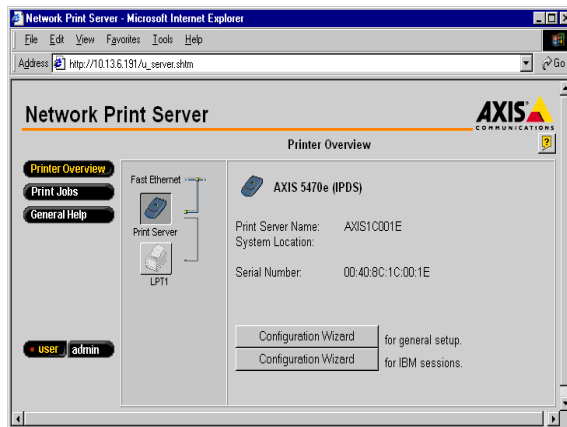 Network Print Server - Microsoft Internet Explorer
File Edit View Favorites Tools Help
Address http://10.13.6.191/u_server.shtm Go
Network Print Server
AXIS
COMMUNICATIONS
Printer Overview
?
Printer Overview
Print Jobs
General Help
user admin
Fast Ethernet
Print Server
LPT1
AXIS 5470e (IPDS)
Print Server Name: AXIS1C001E
System Location:
Serial Number: 00:40:8C:1C:00:1E
Configuration Wizard for general setup.
Configuration Wizard for IBM sessions.